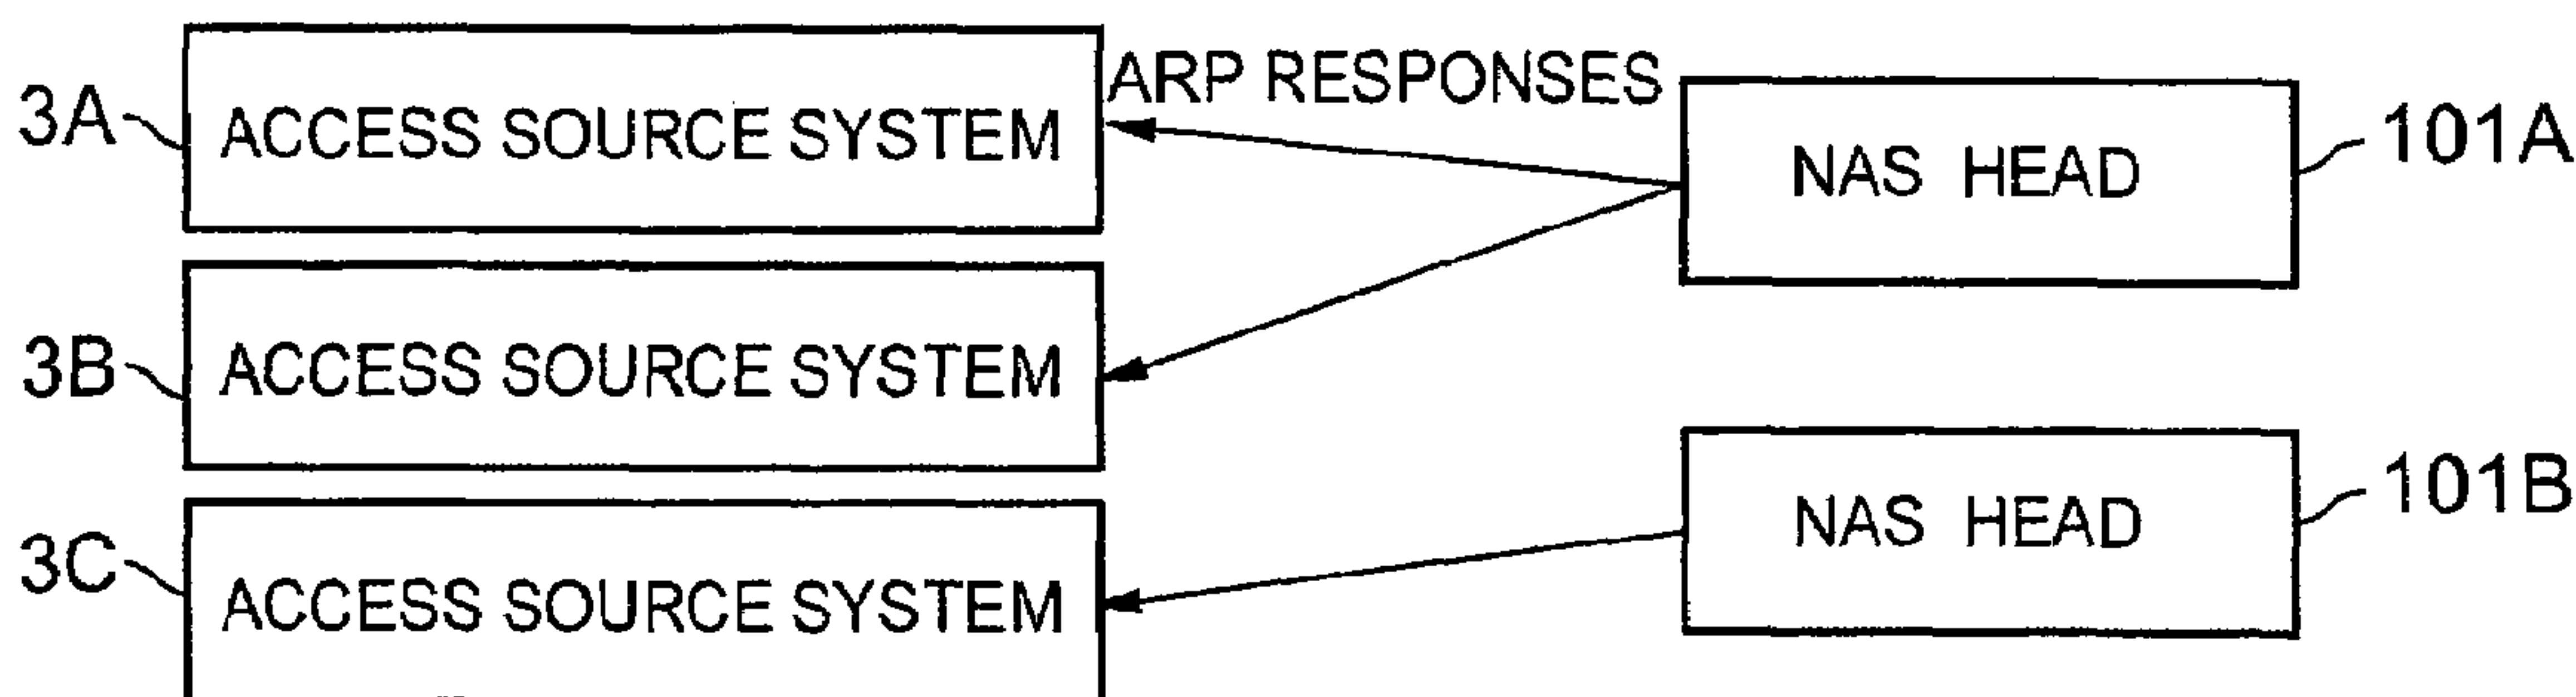 ARP RESPONSES
3A
ACCESS SOURCE SYSTEM
NAS HEAD
101A
3B
ACCESS SOURCE SYSTEM
3C
ACCESS SOURCE SYSTEM
NAS HEAD
101B